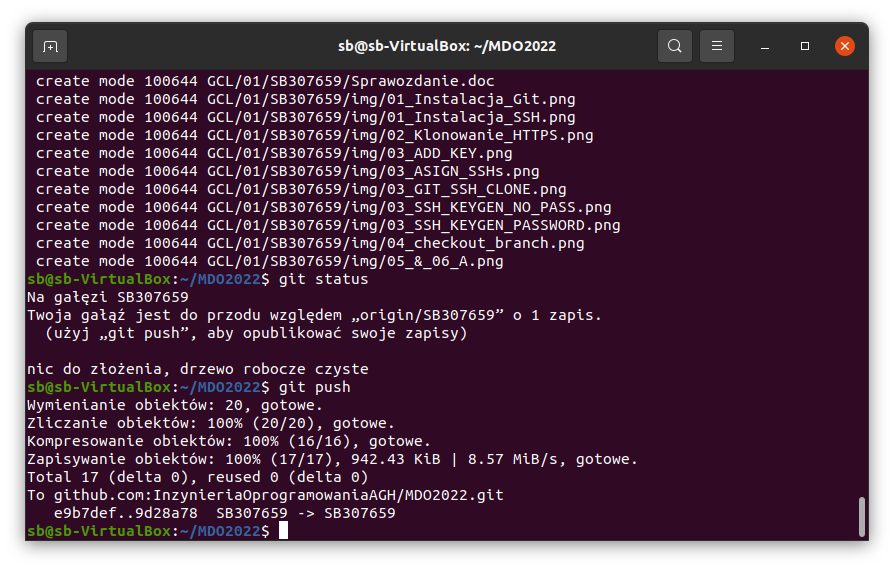 sb@sb-VirtualBox: ~/MDO2022
 create mode 100644 GCL/01/SB307659/Sprawozdanie.doc
 create mode 100644 GCL/01/SB307659/img/01_Instalacja_Git.png
 create mode 100644 GCL/01/SB307659/img/01_Instalacja_SSH.png
 create mode 100644 GCL/01/SB307659/img/02_Klonowanie_HTTPS.png
 create mode 100644 GCL/01/SB307659/img/03_ADD_KEY.png
 create mode 100644 GCL/01/SB307659/img/03_ASIGN_SSHs.png
 create mode 100644 GCL/01/SB307659/img/03_GIT_SSH_CLONE.png
 create mode 100644 GCL/01/SB307659/img/03_SSH_KEYGEN_NO_PASS.png
 create mode 100644 GCL/01/SB307659/img/03_SSH_KEYGEN_PASSWORD.png
 create mode 100644 GCL/01/SB307659/img/04_checkout_branch.png
 create mode 100644 GCL/01/SB307659/img/05_&_06_A.png
sb@sb-VirtualBox:~/MDO2022$ git status
Na gałęzi SB307659
Twoja gałąź jest do przodu względem „origin/SB307659” o 1 zapis.
  (użyj „git push”, aby opublikować swoje zapisy)

nic do złożenia, drzewo robocze czyste
sb@sb-VirtualBox:~/MDO2022$ git push
Wymienianie obiektów: 20, gotowe.
Zliczanie obiektów: 100% (20/20), gotowe.
Kompresowanie obiektów: 100% (16/16), gotowe.
Zapisywanie obiektów: 100% (17/17), 942.43 KiB | 8.57 MiB/s, gotowe.
Total 17 (delta 0), reused 0 (delta 0)
To github.com:InzynieriaOprogramowaniaAGH/MDO2022.git
   e9b7def..9d28a78  SB307659 -> SB307659
sb@sb-VirtualBox:~/MDO2022$